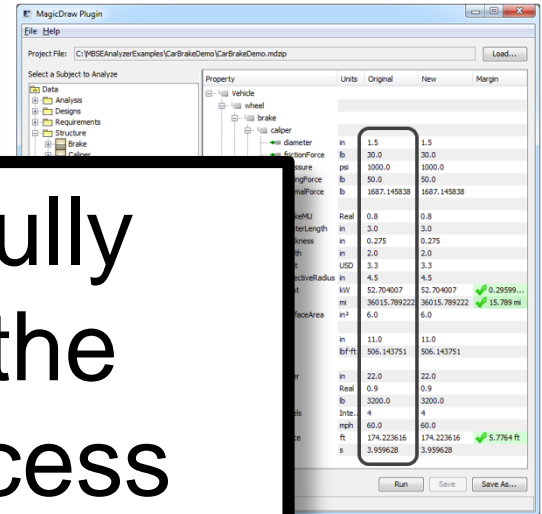 MagicDraw Plugin
File Help
Project File: C:\MBSEAnalyzerExamples\CarBrakeDemo\CarBrakeDemo.mdzip Load...
Select a Subject to Analyze
Data
Analysis
Designs
Requirements
Structure
Brake
Caliper
Property Units Original New Margin
Vehicle
wheel
brake
caliper
diameter in 1.5 1.5
frictionForce lb 30.0 30.0
psi 1000.0 1000.0
lb 50.0 50.0
lb 1687.145838 1687.145838
Real 0.8 0.8
in 3.0 3.0
in 0.275 0.275
in 2.0 2.0
USD 3.3 3.3
in 4.5 4.5
kW 52.704007 52.704007 0.29599...
mi 36015.789222 36015.789222 15.789 mi
in² 6.0 6.0
in 11.0 11.0
lbf·ft 506.143751 506.143751
in 22.0 22.0
Real 0.9 0.9
lb 3200.0 3200.0
Inte... 4 4
mph 60.0 60.0
ft 174.223616 174.223616 5.7764 ft
s 3.959628 3.959628
Run Save Save As...
ully
the
cess